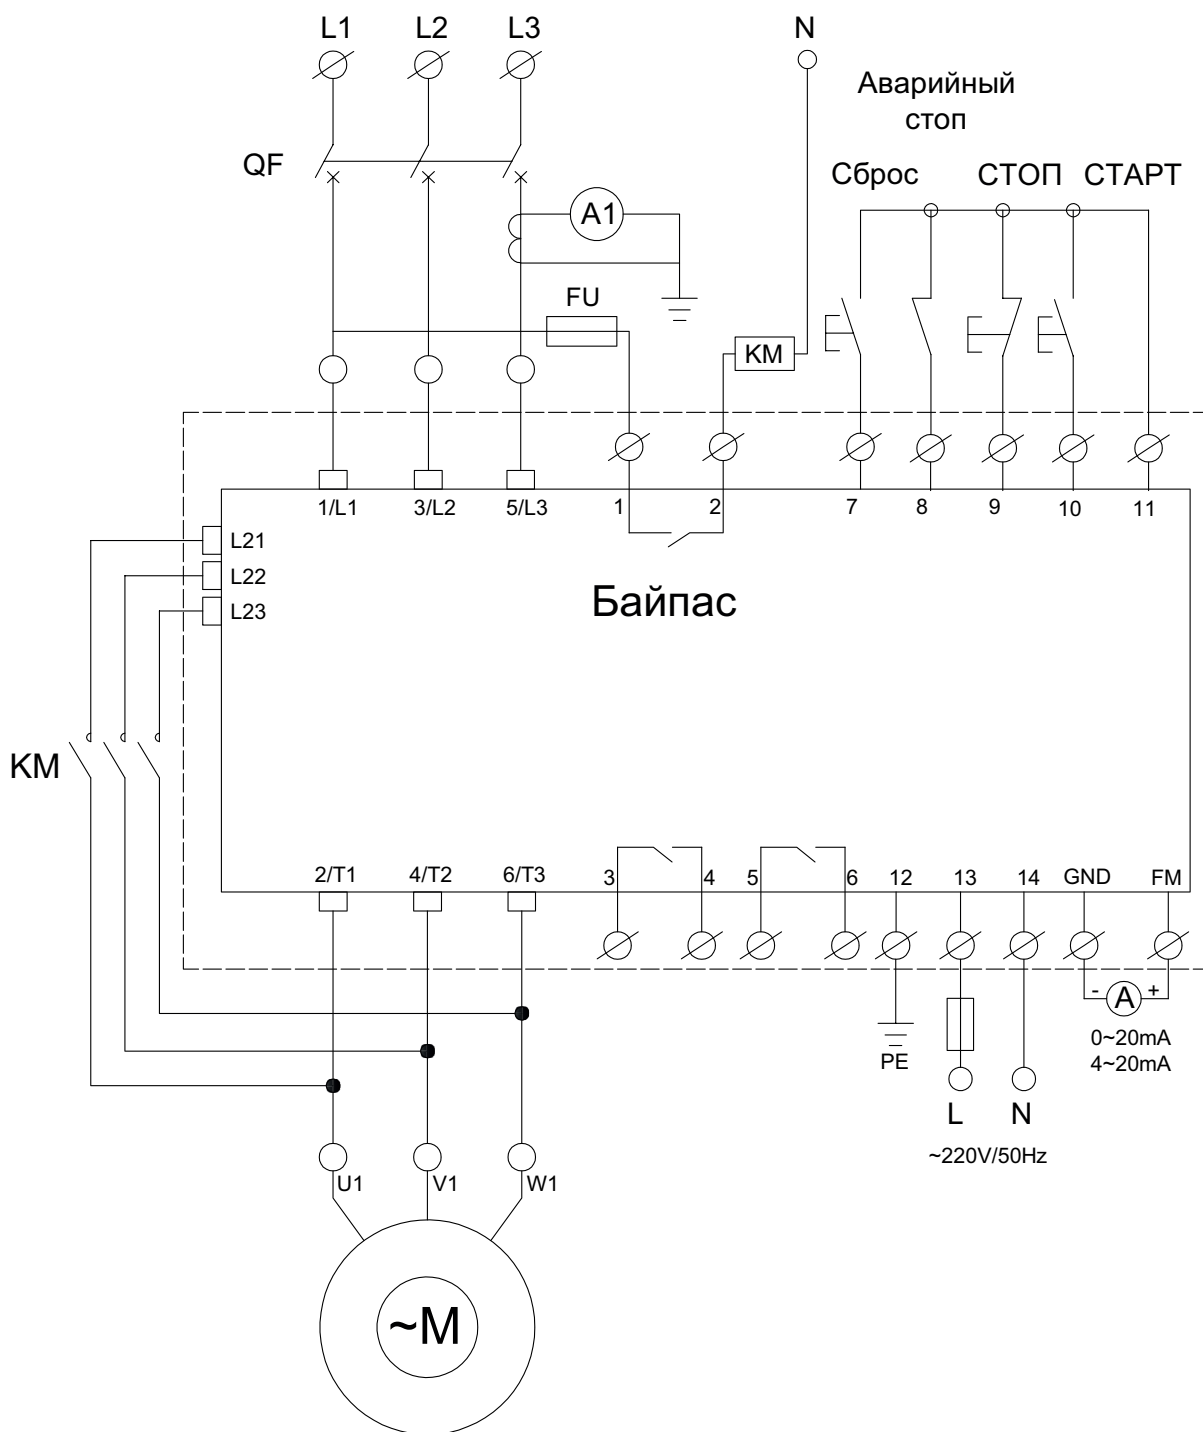 L1 L2 L3 N
Аварийный
стоп
QF
Сброс СТОП СТАРТ
A1
FU
KM
1/L1 3/L2 5/L3 1 2 7 8 9 10 11
L21
L22
L23
Байпас
KM
2/T1 4/T2 6/T3 3 4 5 6 12 13 14 GND FM
- A +
0~20mA
4~20mA
PE
L N
~220V/50Hz
U1 V1 W1
~M